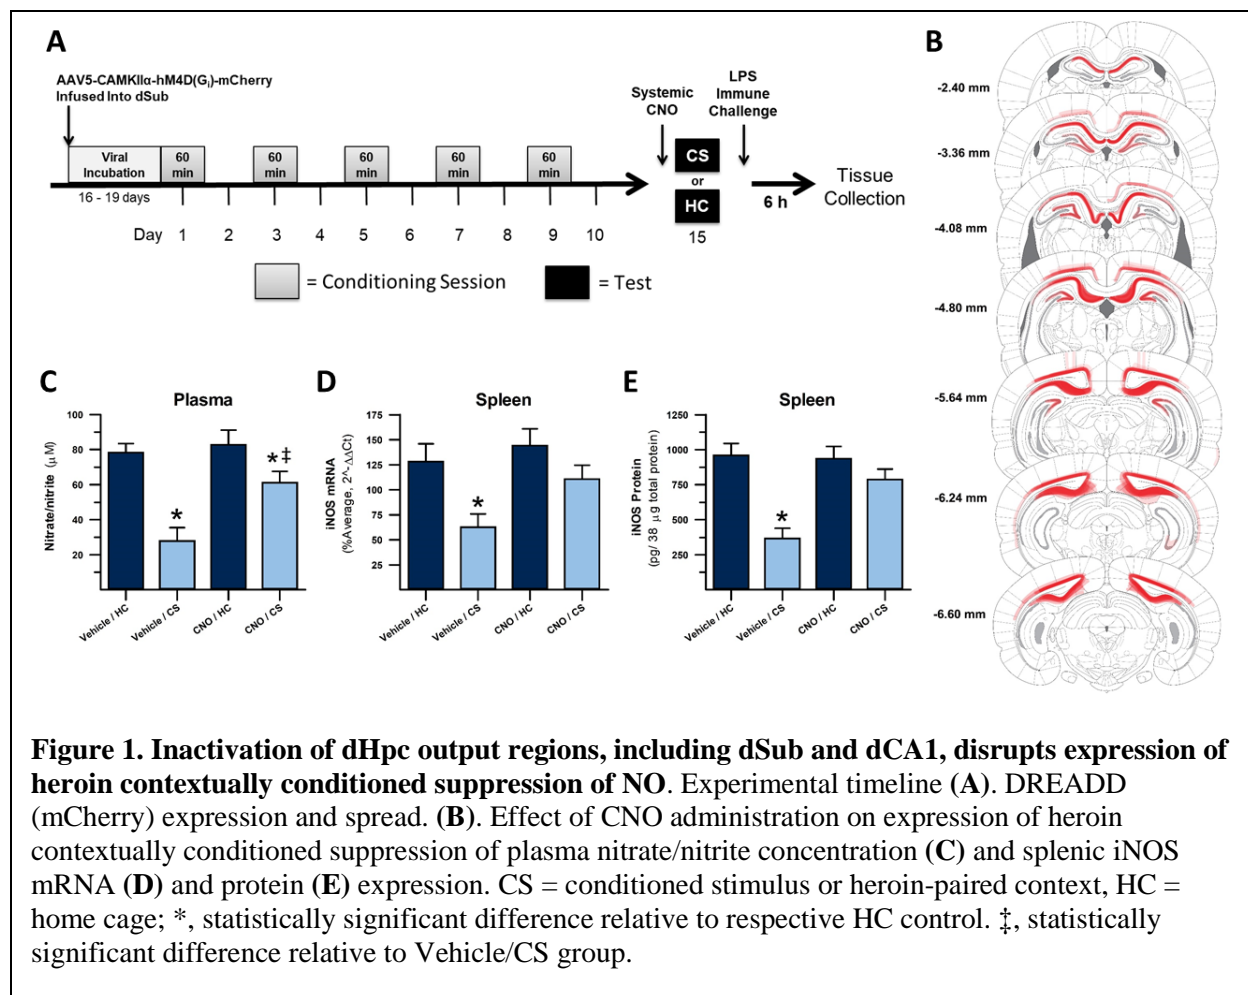 A
AAV5-CAMKIIα-hM4D(Gi)-mCherry
Infused Into dSub
Viral
Incubation
60
min
60
min
60
min
60
min
60
min
16 - 19 days
Day 1 2 3 4 5 6 7 8 9 10
Systemic
CNO
LPS
Immune
Challenge
CS
or
HC
15
6 h
Tissue
Collection
= Conditioning Session
= Test
B
-2.40 mm
-3.36 mm
-4.08 mm
-4.80 mm
-5.64 mm
-6.24 mm
-6.60 mm
C
Plasma
Nitrate/nitrite (μM)
100
80
60
40
20
*
*‡
Vehicle / HC
Vehicle / CS
CNO / HC
CNO / CS
D
Spleen
iNOS mRNA
(%Average, 2^-ΔΔCt)
175
150
125
100
75
50
25
*
Vehicle / HC
Vehicle / CS
CNO / HC
CNO / CS
E
Spleen
iNOS Protein
(pg/ 38 μg total protein)
1250
1000
750
500
250
*
Vehicle / HC
Vehicle / CS
CNO / HC
CNO / CS
Figure 1. Inactivation of dHpc output regions, including dSub and dCA1, disrupts expression of
heroin contextually conditioned suppression of NO. Experimental timeline (A). DREADD
(mCherry) expression and spread. (B). Effect of CNO administration on expression of heroin
contextually conditioned suppression of plasma nitrate/nitrite concentration (C) and splenic iNOS
mRNA (D) and protein (E) expression. CS = conditioned stimulus or heroin-paired context, HC =
home cage; *, statistically significant difference relative to respective HC control. ‡, statistically
significant difference relative to Vehicle/CS group.